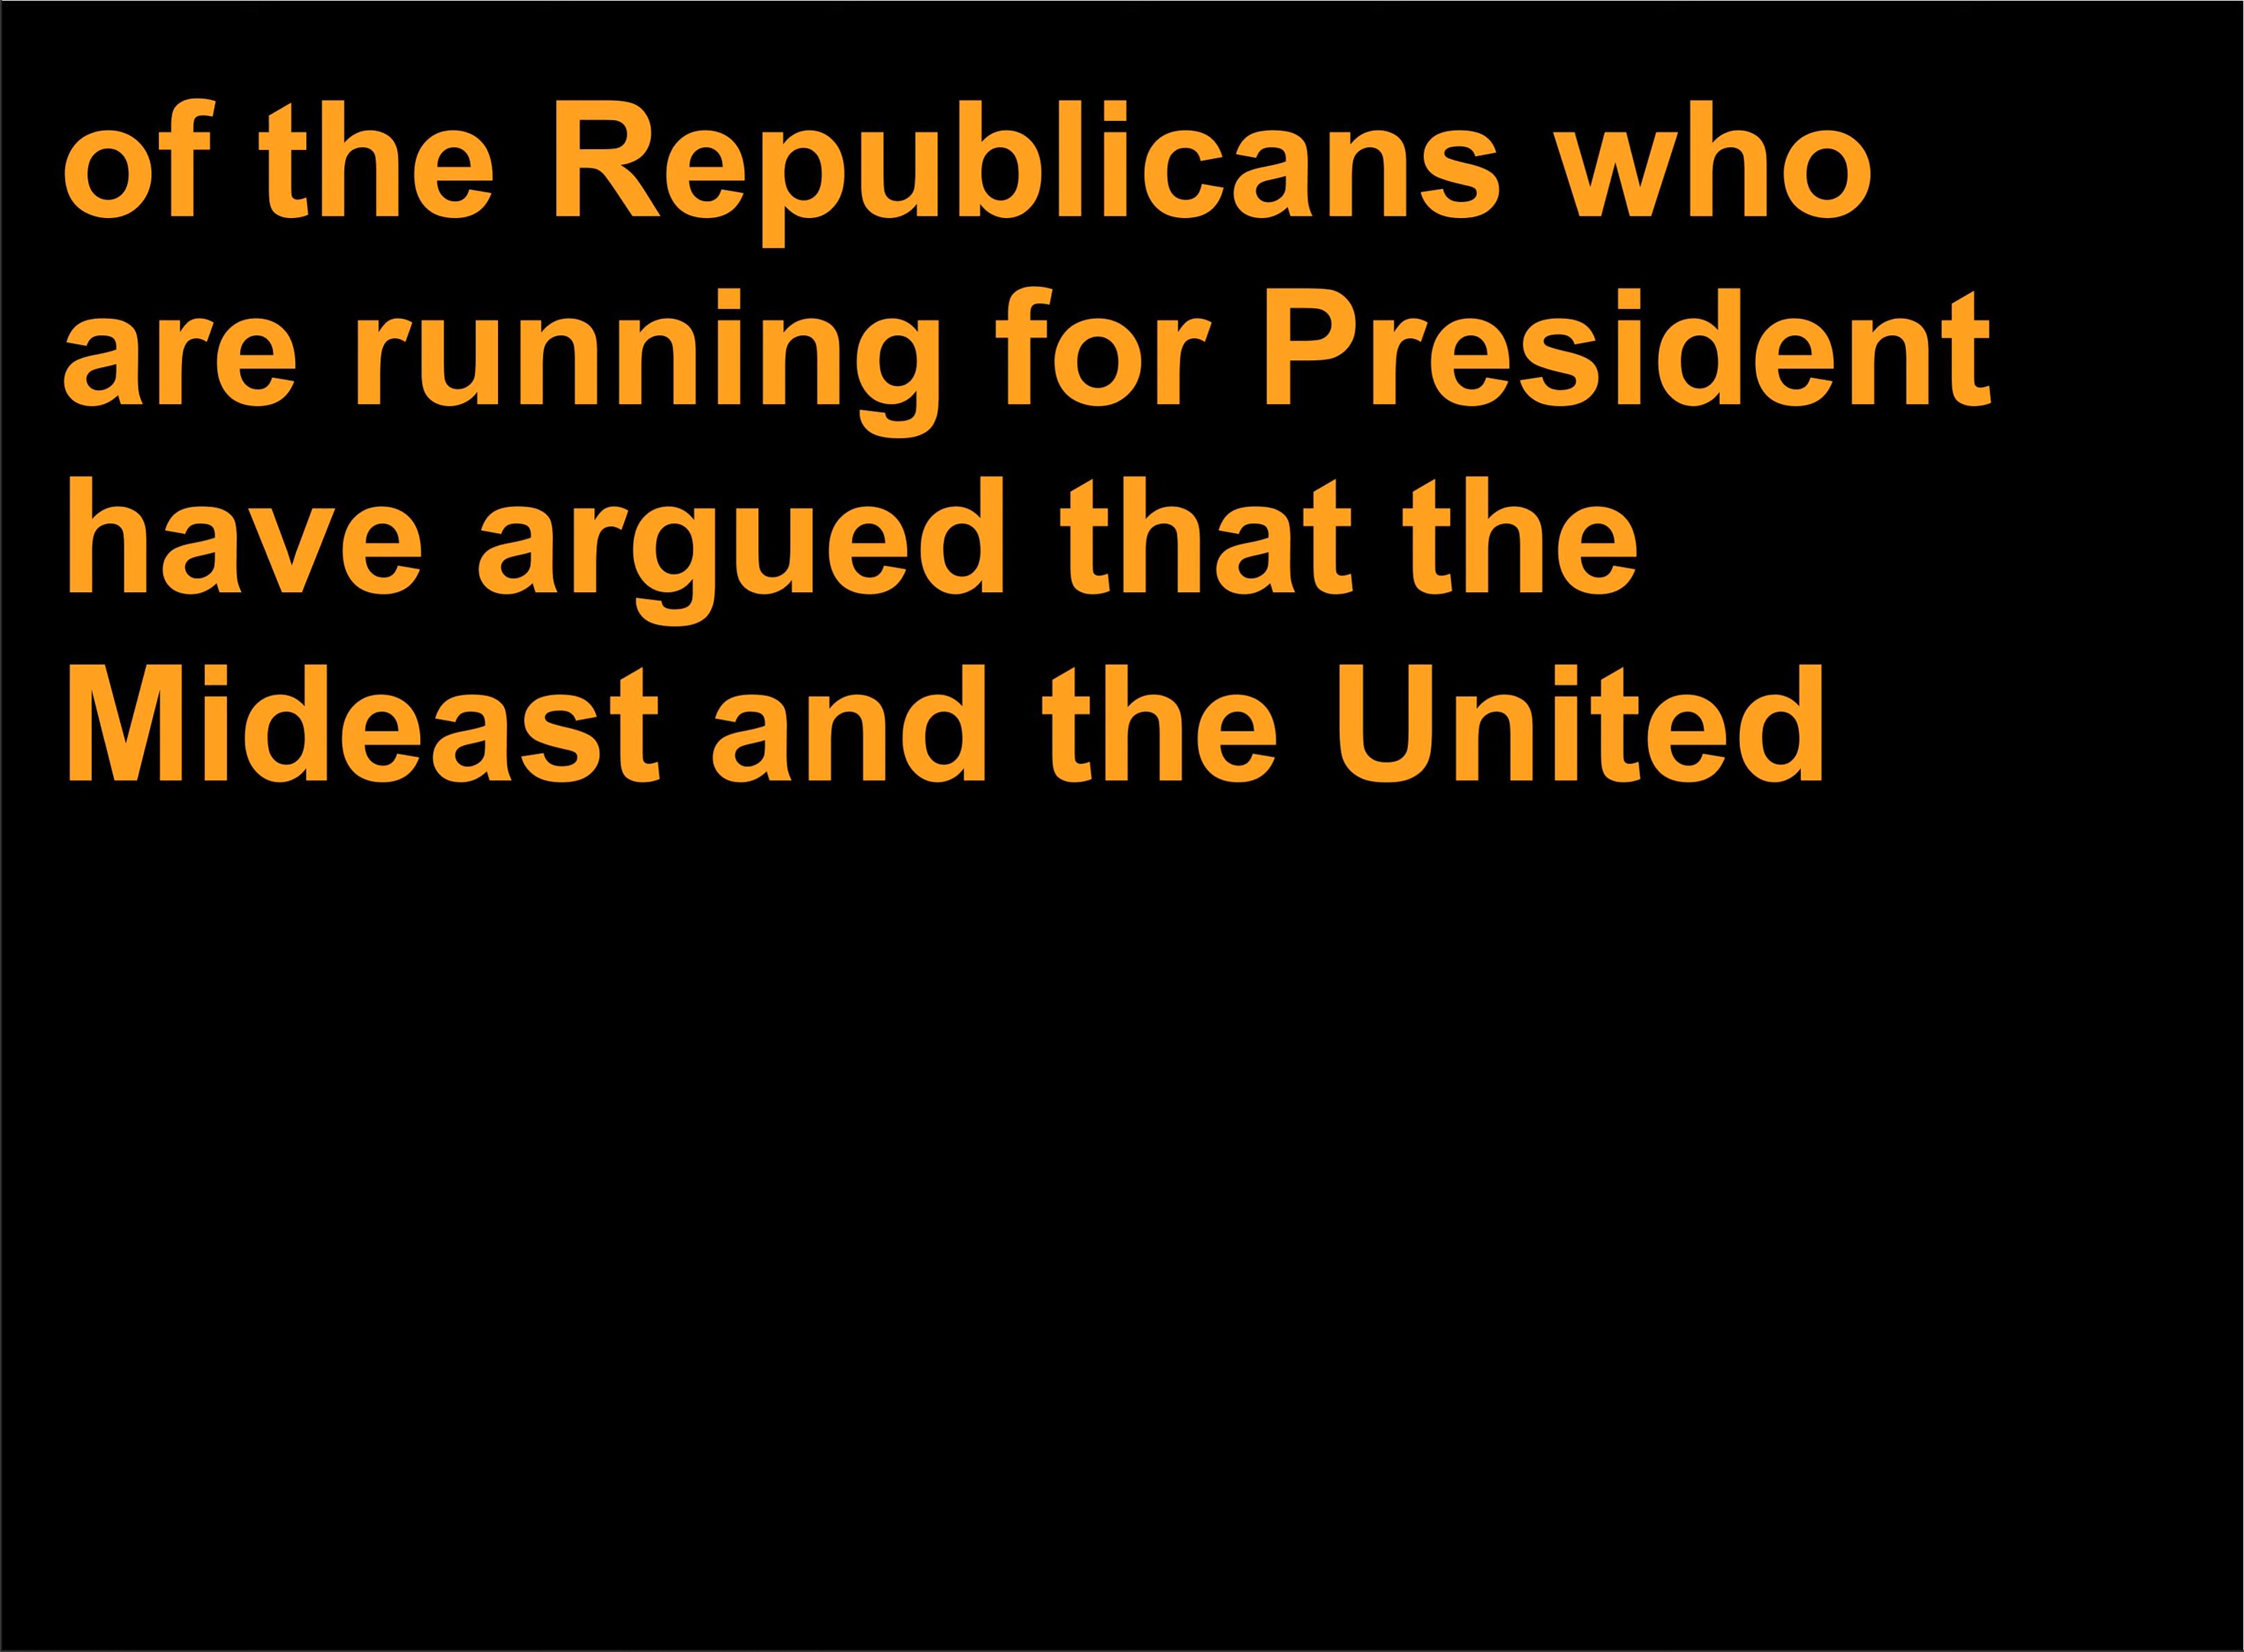 of the Republicans who
are running for President
have argued that the
Mideast and the United